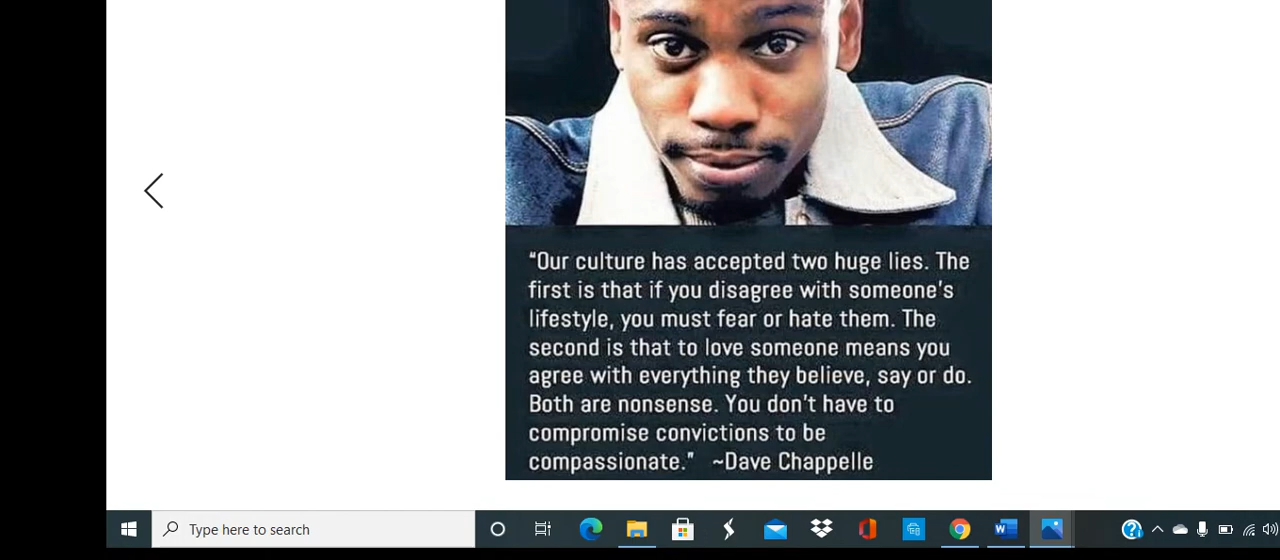 “Our culture has accepted two huge lies. The
first is that if you disagree with someone's
lifestyle, you must fear or hate them. The
second is that to love someone means you
agree with everything they believe, say or do.
Both are nonsense. You don't have to
compromise convictions to be
compassionate.” ~Dave Chappelle
Type here to search